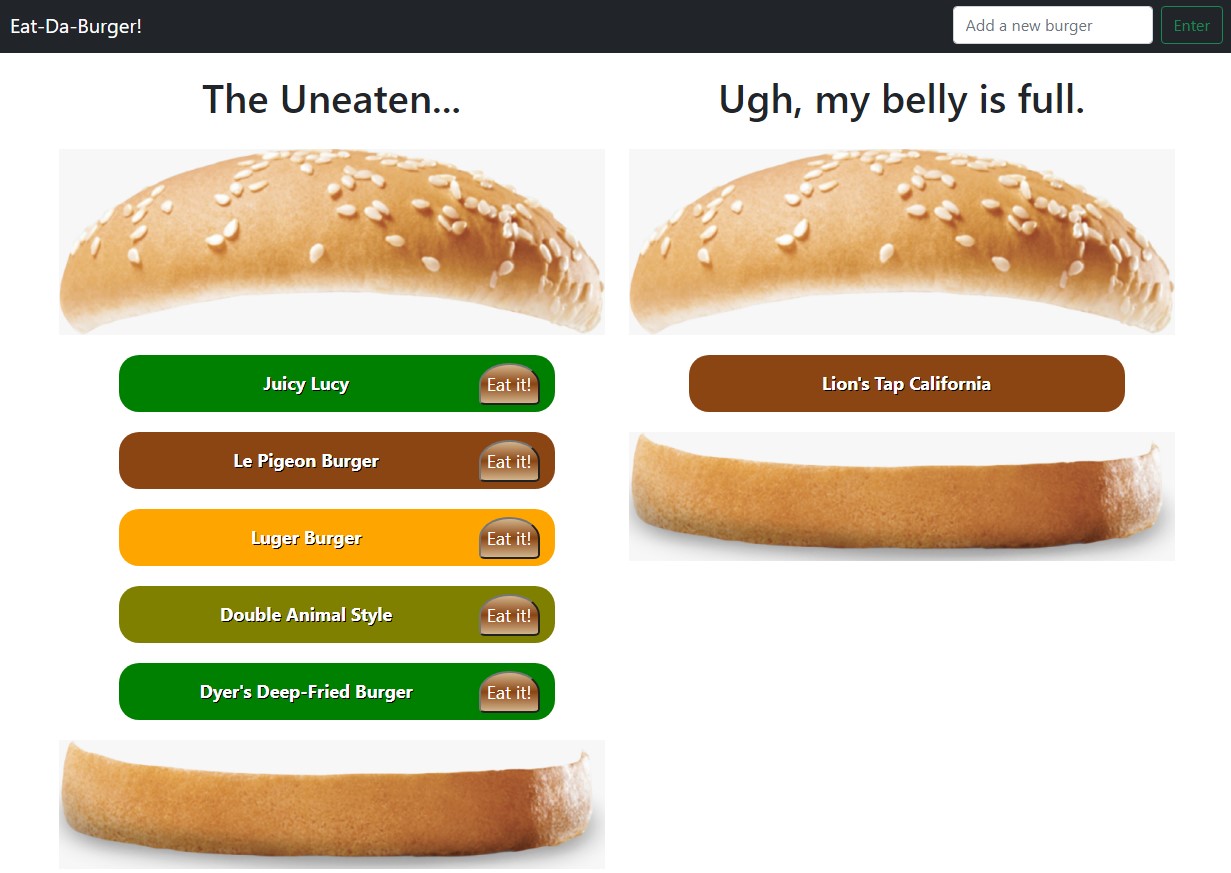 Eat-Da-Burger!
Add a new burger
Enter
The Uneaten...
Juicy Lucy
Eat it!
Le Pigeon Burger
Eat it!
Luger Burger
Eat it!
Double Animal Style
Eat it!
Dyer's Deep-Fried Burger
Eat it!
Ugh, my belly is full.
Lion's Tap California